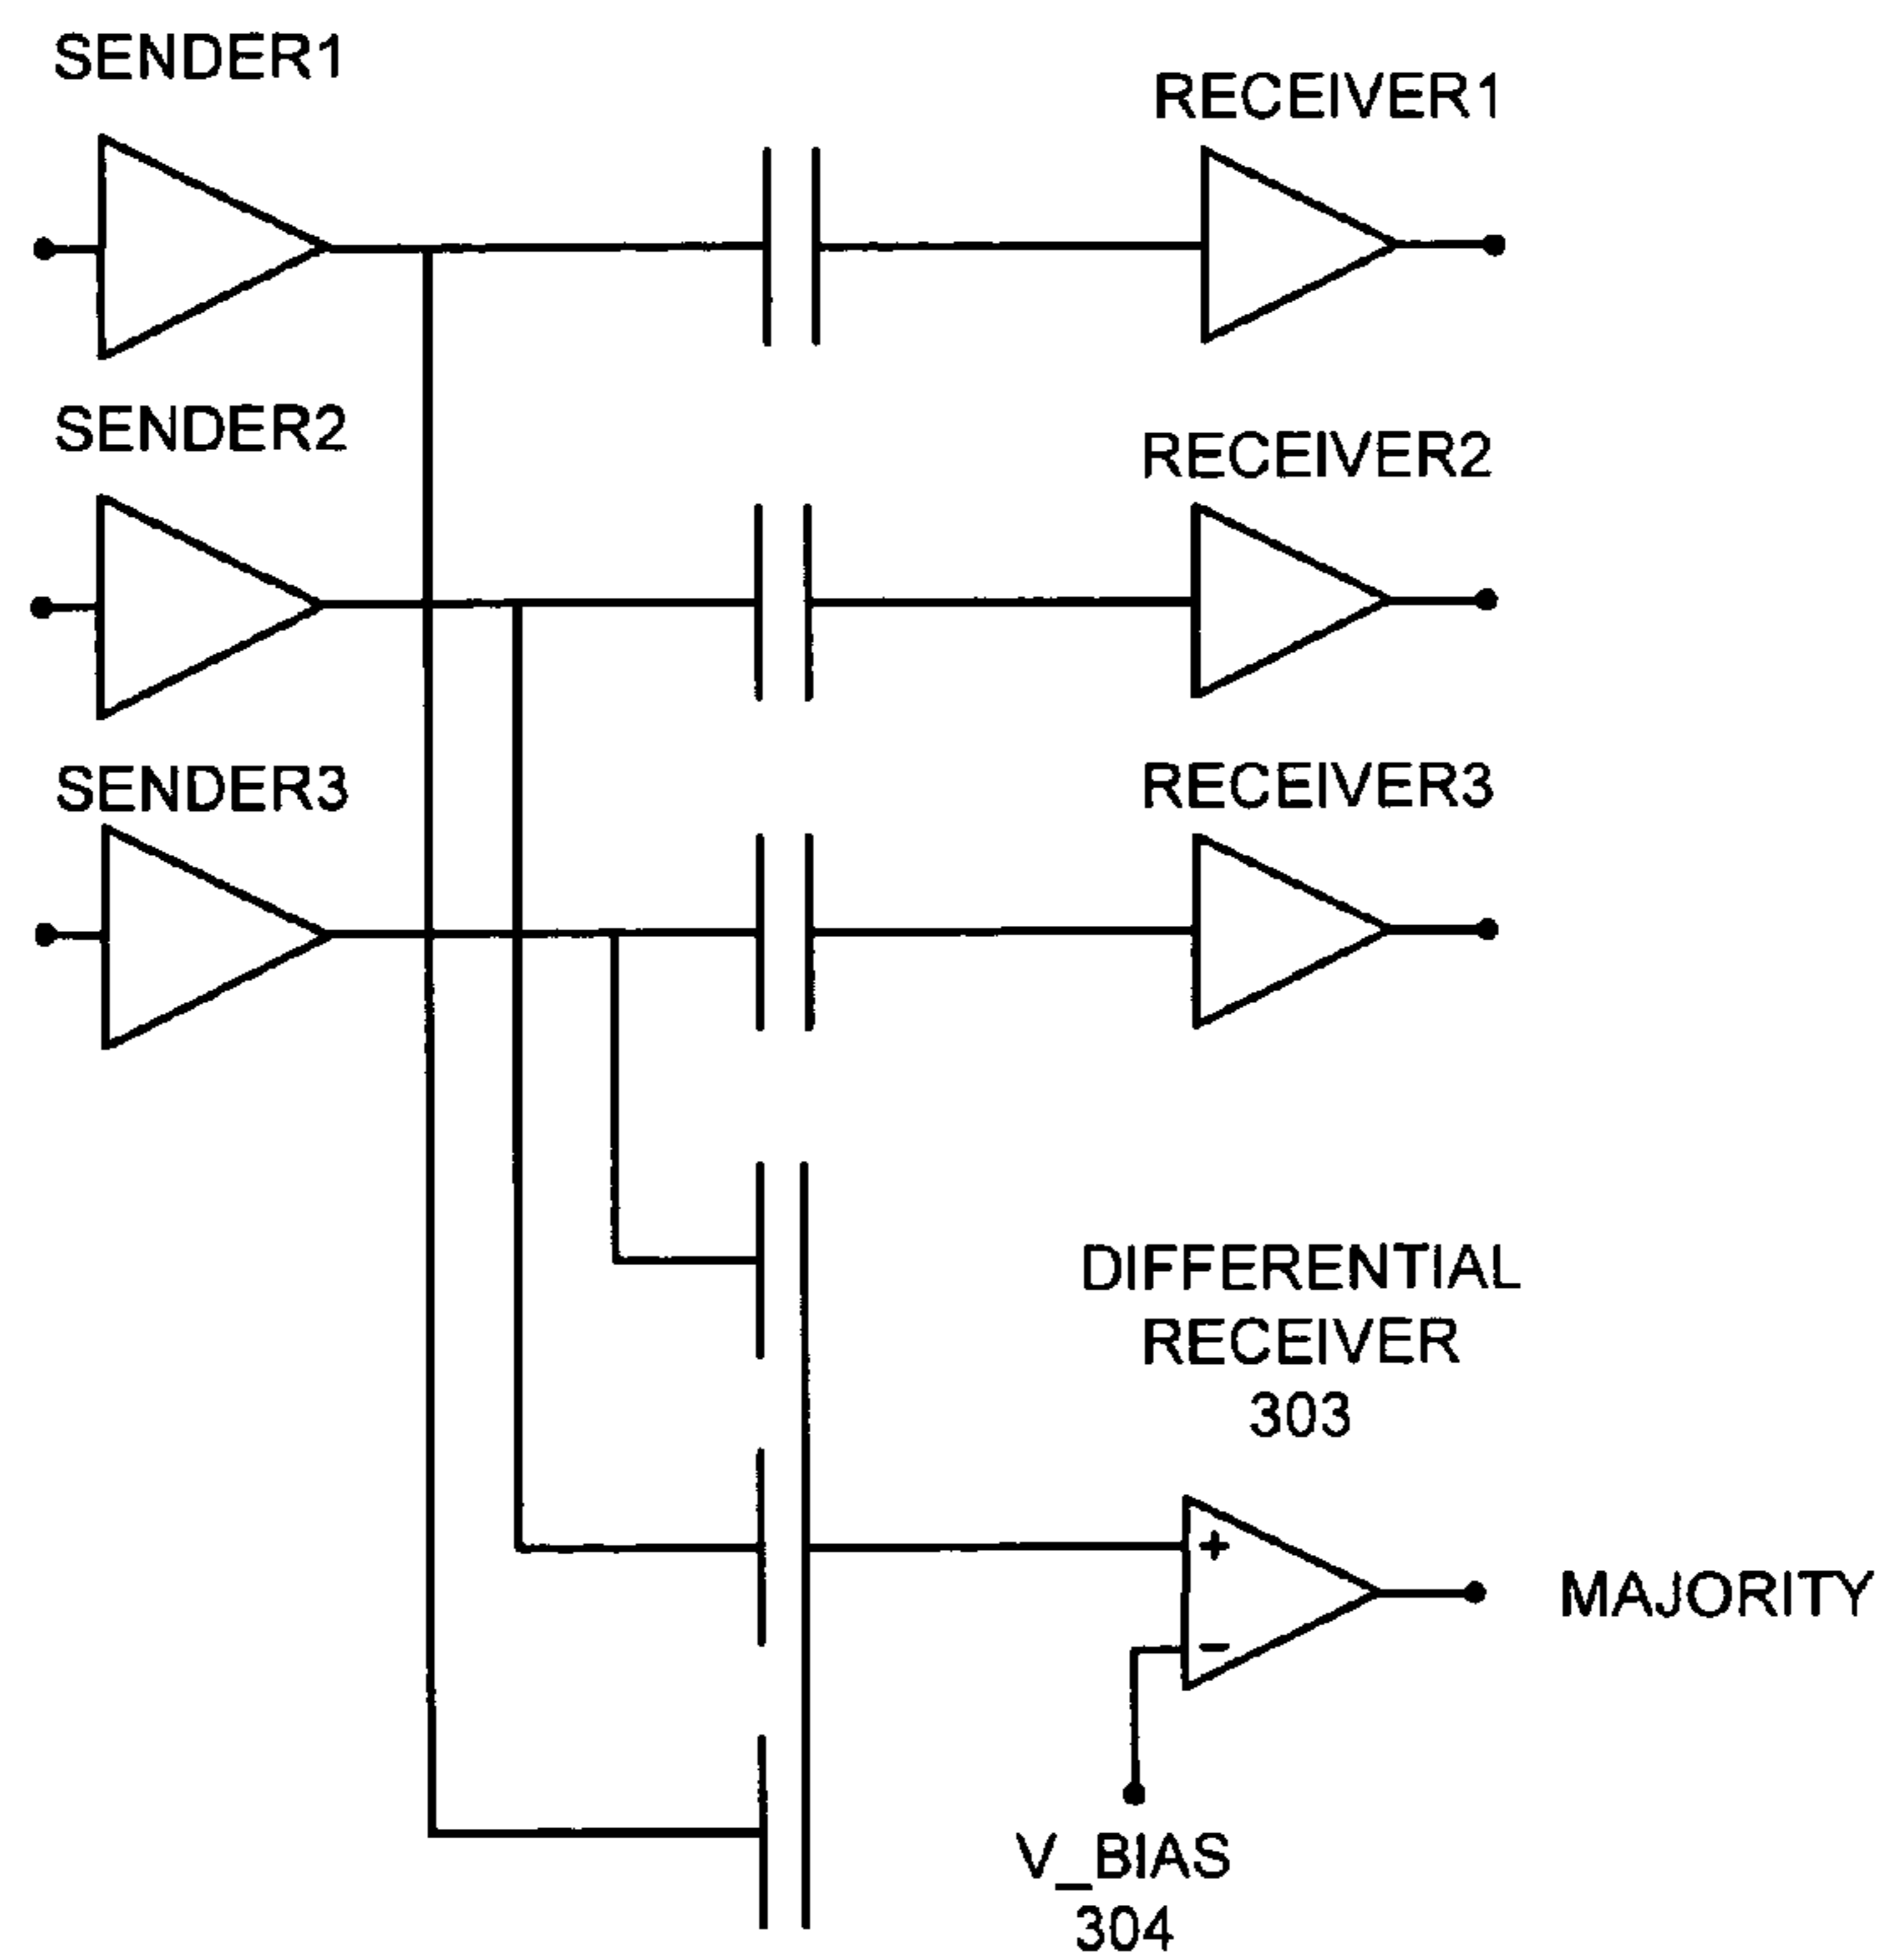 SENDER1
RECEIVER1
SENDER2
RECEIVER2
SENDER3
RECEIVER3
DIFFERENTIAL
RECEIVER
303
+
−
MAJORITY
V_BIAS
304